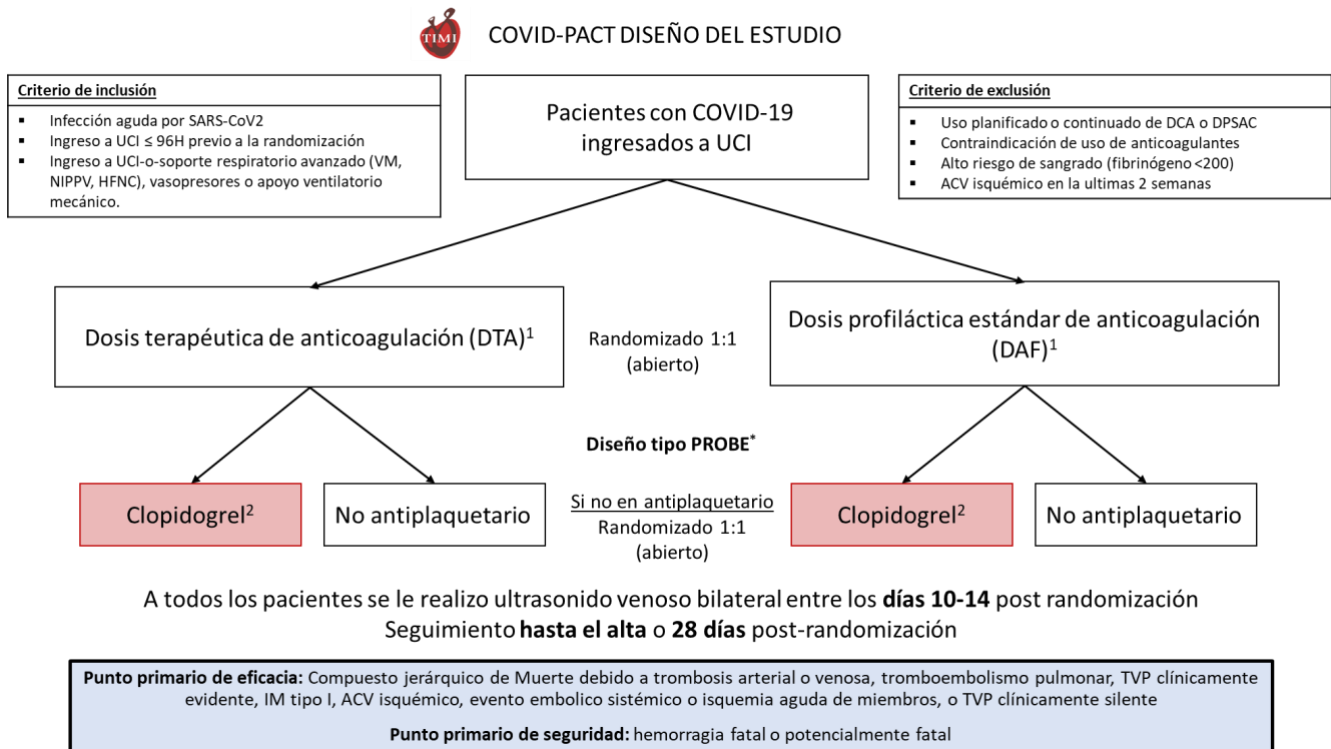 TIMI
COVID-PACT DISEÑO DEL ESTUDIO
Criterio de inclusión
▪ Infección aguda por SARS-CoV2
▪ Ingreso a UCI ≤ 96H previo a la randomización
▪ Ingreso a UCI-o-soporte respiratorio avanzado (VM,
NIPPV, HFNC), vasopresores o apoyo ventilatorio
mecánico.
Pacientes con COVID-19
ingresados a UCI
Criterio de exclusión
▪ Uso planificado o continuado de DCA o DPSAC
▪ Contraindicación de uso de anticoagulantes
▪ Alto riesgo de sangrado (fibrinógeno <200)
▪ ACV isquémico en la ultimas 2 semanas
Dosis terapéutica de anticoagulación (DTA)1
Randomizado 1:1
(abierto)
Dosis profiláctica estándar de anticoagulación
(DAF)1
Diseño tipo PROBE*
Clopidogrel2
No antiplaquetario
Si no en antiplaquetario
Randomizado 1:1
(abierto)
Clopidogrel2
No antiplaquetario
A todos los pacientes se le realizo ultrasonido venoso bilateral entre los días 10-14 post randomización
Seguimiento hasta el alta o 28 días post-randomización
Punto primario de eficacia: Compuesto jerárquico de Muerte debido a trombosis arterial o venosa, tromboembolismo pulmonar, TVP clínicamente
evidente, IM tipo I, ACV isquémico, evento embolico sistémico o isquemia aguda de miembros, o TVP clínicamente silente
Punto primario de seguridad: hemorragia fatal o potencialmente fatal